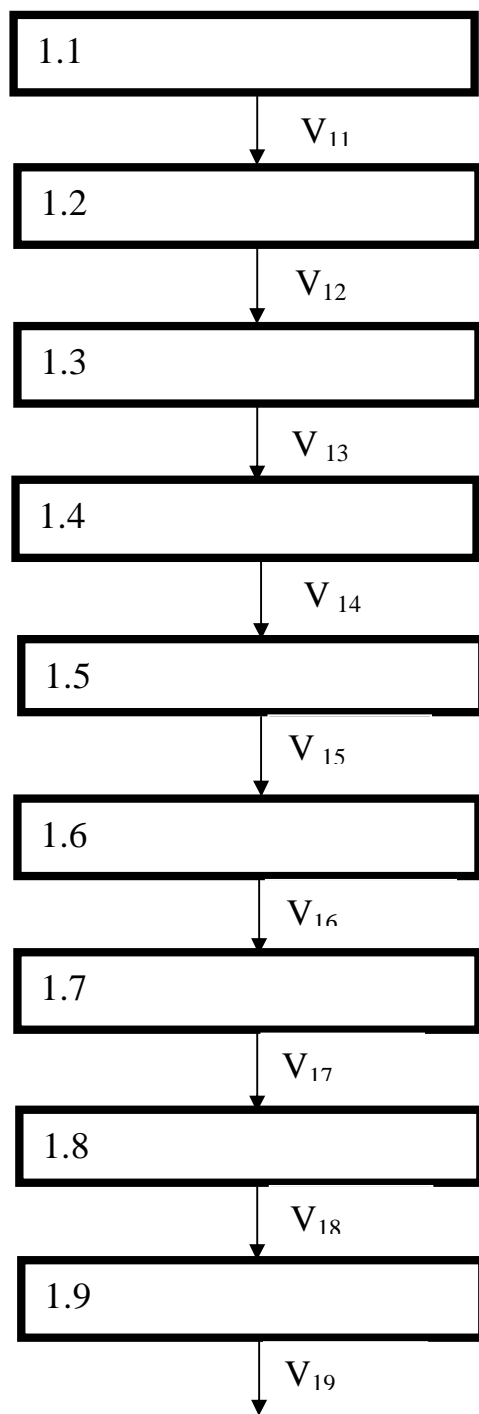 1.1
V₁₁
1.2
V₁₂
1.3
V ₁₃
1.4
V ₁₄
1.5
V ₁₅
1.6
V₁₆
1.7
V₁₇
1.8
V₁₈
1.9
V₁₉